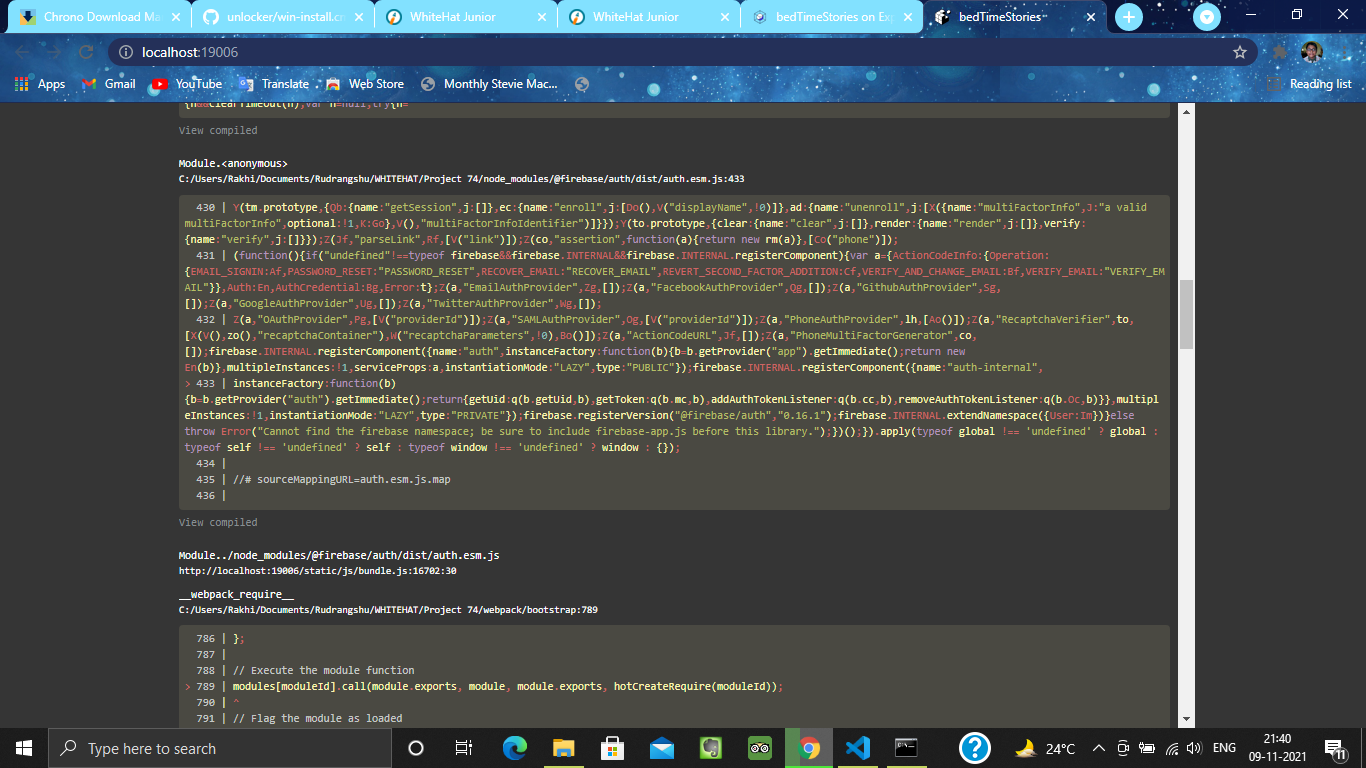 Chrono Download Ma
unlocker/win-install.cm
WhiteHat Junior
WhiteHat Junior
bedTimeStories on Exp
bedTimeStories
localhost:19006
Apps
Gmail
YouTube
Translate
Web Store
Monthly Stevie Mac...
Reading list
View compiled
Module.<anonymous>
C:/Users/Rakhi/Documents/Rudrangshu/WHITEHAT/Project 74/node_modules/@firebase/auth/dist/auth.esm.js:433
430 | Y(tm.prototype,{Qb:{name:"getSession",j:[]},ec:{name:"enroll",j:[Do(),V("displayName",!0)]},ad:{name:"unenroll",j:[X({name:"multiFactorInfo",J:"a valid
multiFactorInfo",optional:!1,K:Go},V(),"multiFactorInfoIdentifier")]}});Y(to.prototype,{clear:{name:"clear",j:[]},render:{name:"render",j:[]},verify:
{name:"verify",j:[]}});Z(Jf,"parseLink",Rf,[V("link")]);Z(co,"assertion",function(a){return new rm(a)},[Co("phone")]);
431 | (function(){if("undefined"!==typeof firebase&&firebase.INTERNAL&&firebase.INTERNAL.registerComponent){var a={ActionCodeInfo:{Operation:
{EMAIL_SIGNIN:Af,PASSWORD_RESET:"PASSWORD_RESET",RECOVER_EMAIL:"RECOVER_EMAIL",REVERT_SECOND_FACTOR_ADDITION:Cf,VERIFY_AND_CHANGE_EMAIL:Bf,VERIFY_EMAIL:"VERIFY_EM
AIL"}},Auth:En,AuthCredential:Bg,Error:t};Z(a,"EmailAuthProvider",Zg,[]);Z(a,"FacebookAuthProvider",Qg,[]);Z(a,"GithubAuthProvider",Sg,
[]);Z(a,"GoogleAuthProvider",Ug,[]);Z(a,"TwitterAuthProvider",Wg,[]);
432 | Z(a,"OAuthProvider",Pg,[V("providerId")]);Z(a,"SAMLAuthProvider",Og,[V("providerId")]);Z(a,"PhoneAuthProvider",lh,[Ao()]);Z(a,"RecaptchaVerifier",to,
[X(V(),zo(),"recaptchaContainer"),W("recaptchaParameters",!0),Bo()]);Z(a,"ActionCodeURL",Jf,[]);Z(a,"PhoneMultiFactorGenerator",co,
[]);firebase.INTERNAL.registerComponent({name:"auth",instanceFactory:function(b){b=b.getProvider("app").getImmediate();return new
En(b)},multipleInstances:!1,serviceProps:a,instantiationMode:"LAZY",type:"PUBLIC"});firebase.INTERNAL.registerComponent({name:"auth-internal",
> 433 | instanceFactory:function(b)
{b=b.getProvider("auth").getImmediate();return{getUid:q(b.getUid,b),getToken:q(b.mc,b),addAuthTokenListener:q(b.cc,b),removeAuthTokenListener:q(b.Oc,b)}},multipl
eInstances:!1,instantiationMode:"LAZY",type:"PRIVATE"});firebase.registerVersion("@firebase/auth","0.16.1");firebase.INTERNAL.extendNamespace({User:Im})}else
throw Error("Cannot find the firebase namespace; be sure to include firebase-app.js before this library.");})();}).apply(typeof global !== 'undefined' ? global :
typeof self !== 'undefined' ? self : typeof window !== 'undefined' ? window : {});
434 |
435 | //# sourceMappingURL=auth.esm.js.map
436 |
View compiled
Module../node_modules/@firebase/auth/dist/auth.esm.js
http://localhost:19006/static/js/bundle.js:16702:30
__webpack_require__
C:/Users/Rakhi/Documents/Rudrangshu/WHITEHAT/Project 74/webpack/bootstrap:789
786 | };
787 |
788 | // Execute the module function
> 789 | modules[moduleId].call(module.exports, module, module.exports, hotCreateRequire(moduleId));
790 | ^
791 | // Flag the module as loaded
Type here to search
24°C
ENG
21:40
09-11-2021
11